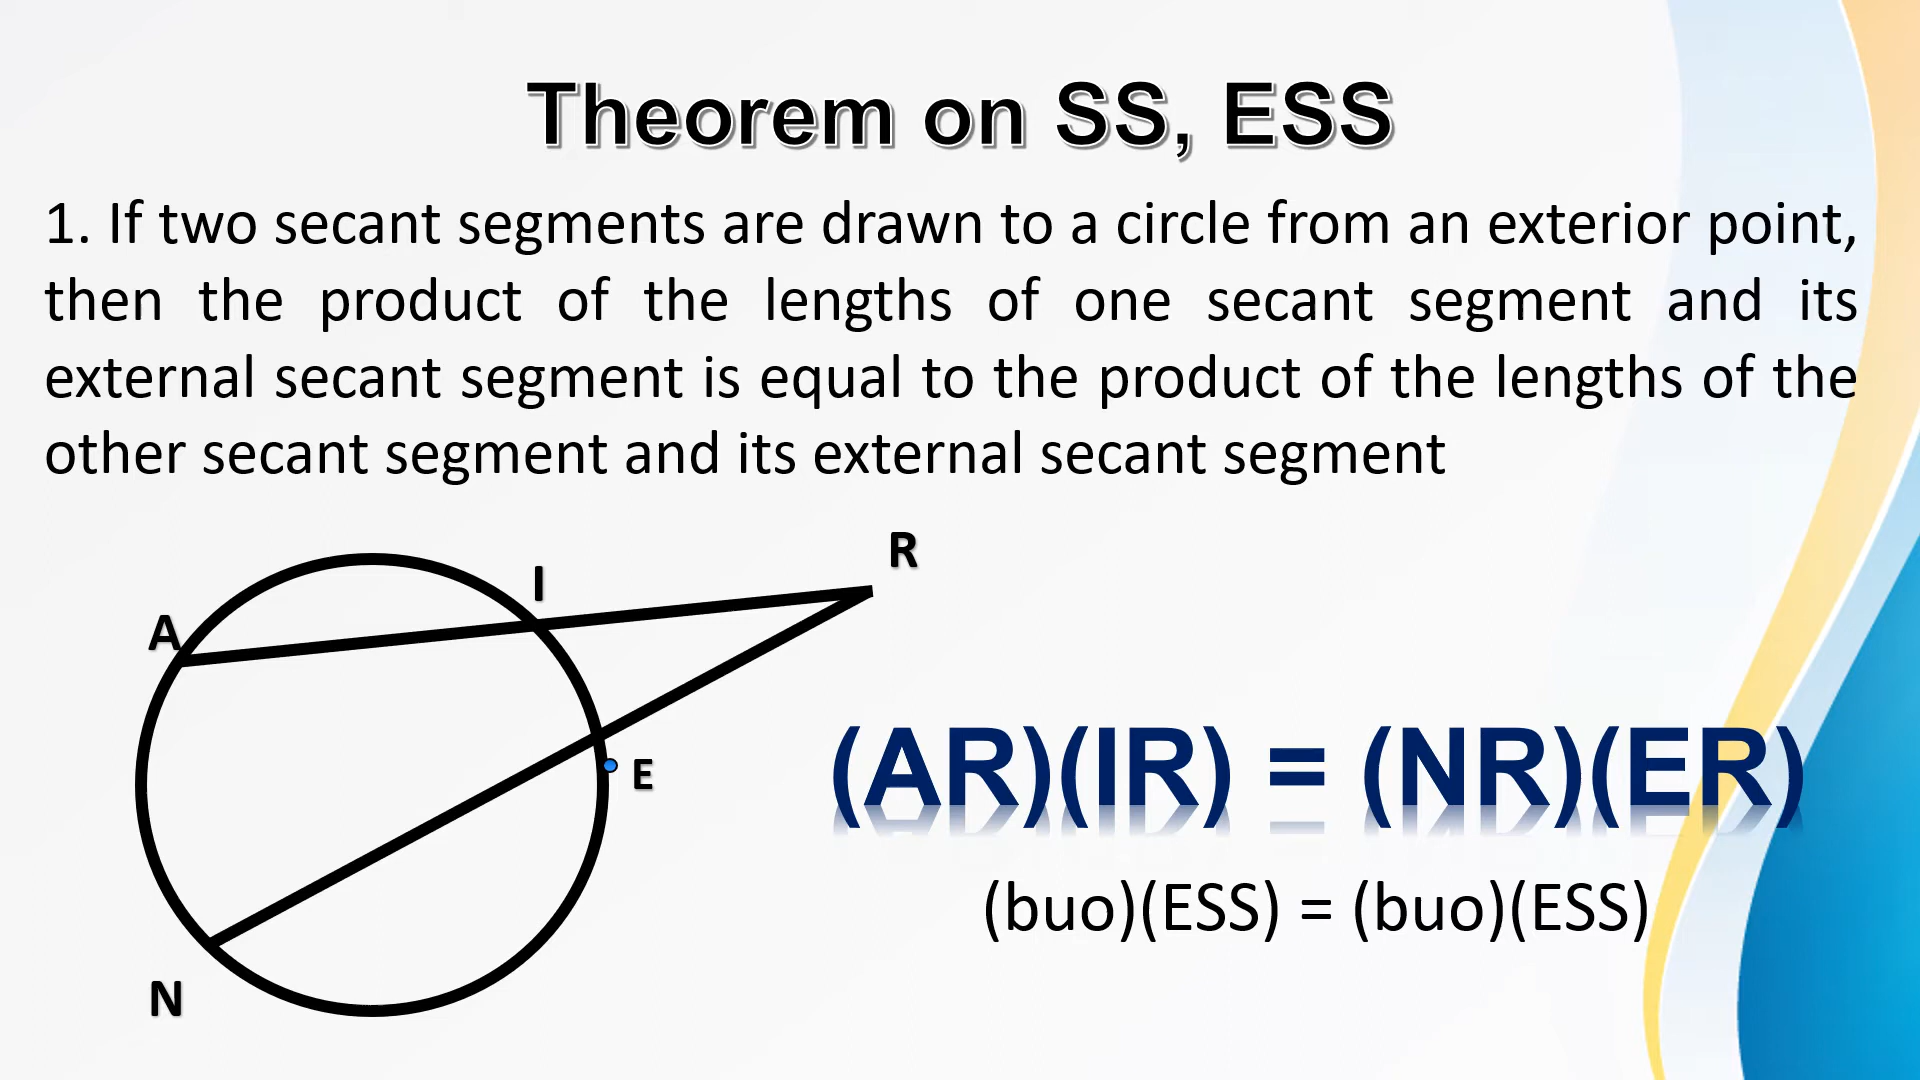 Theorem on SS, ESS
1. If two secant segments are drawn to a circle from an exterior point,
then the product of the lengths of one secant segment and its
external secant segment is equal to the product of the lengths of the
other secant segment and its external secant segment
R
I
A
E
(AR)(IR) = (NR)(ER)
(buo)(ESS) = (buo)(ESS)
N